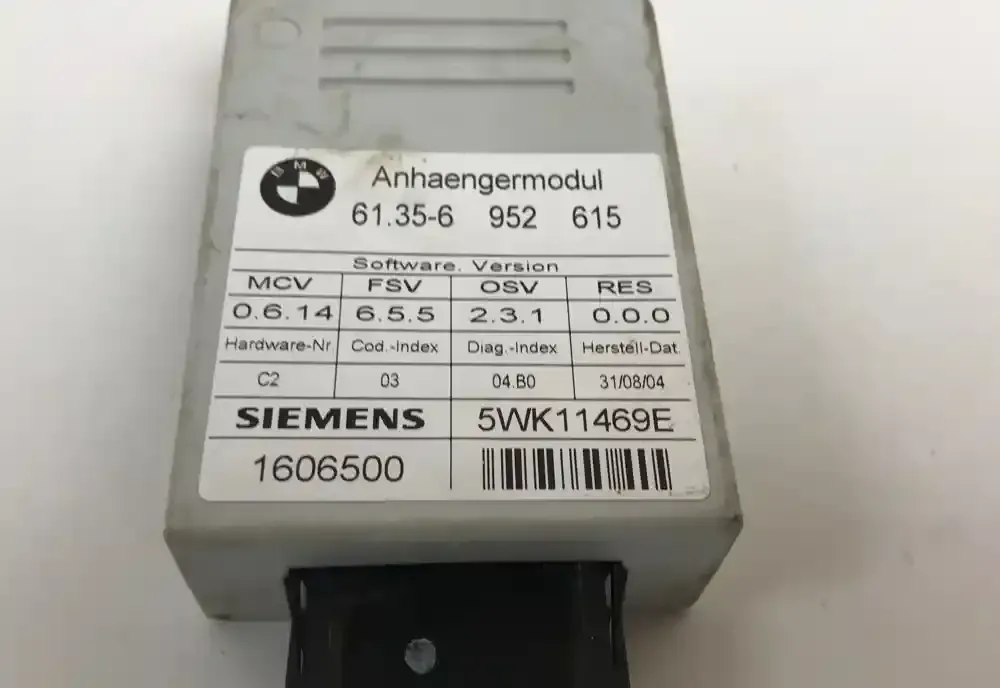 BMW
Anhaengermodul
61.35-6 952 615
Software. Version
MCV FSV OSV RES
0.6.14 6.5.5 2.3.1 0.0.0
Hardware-Nr. Cod.-Index Diag.-Index Herstell-Dat.
C2 03 04.B0 31/08/04
SIEMENS 5WK11469E
1606500